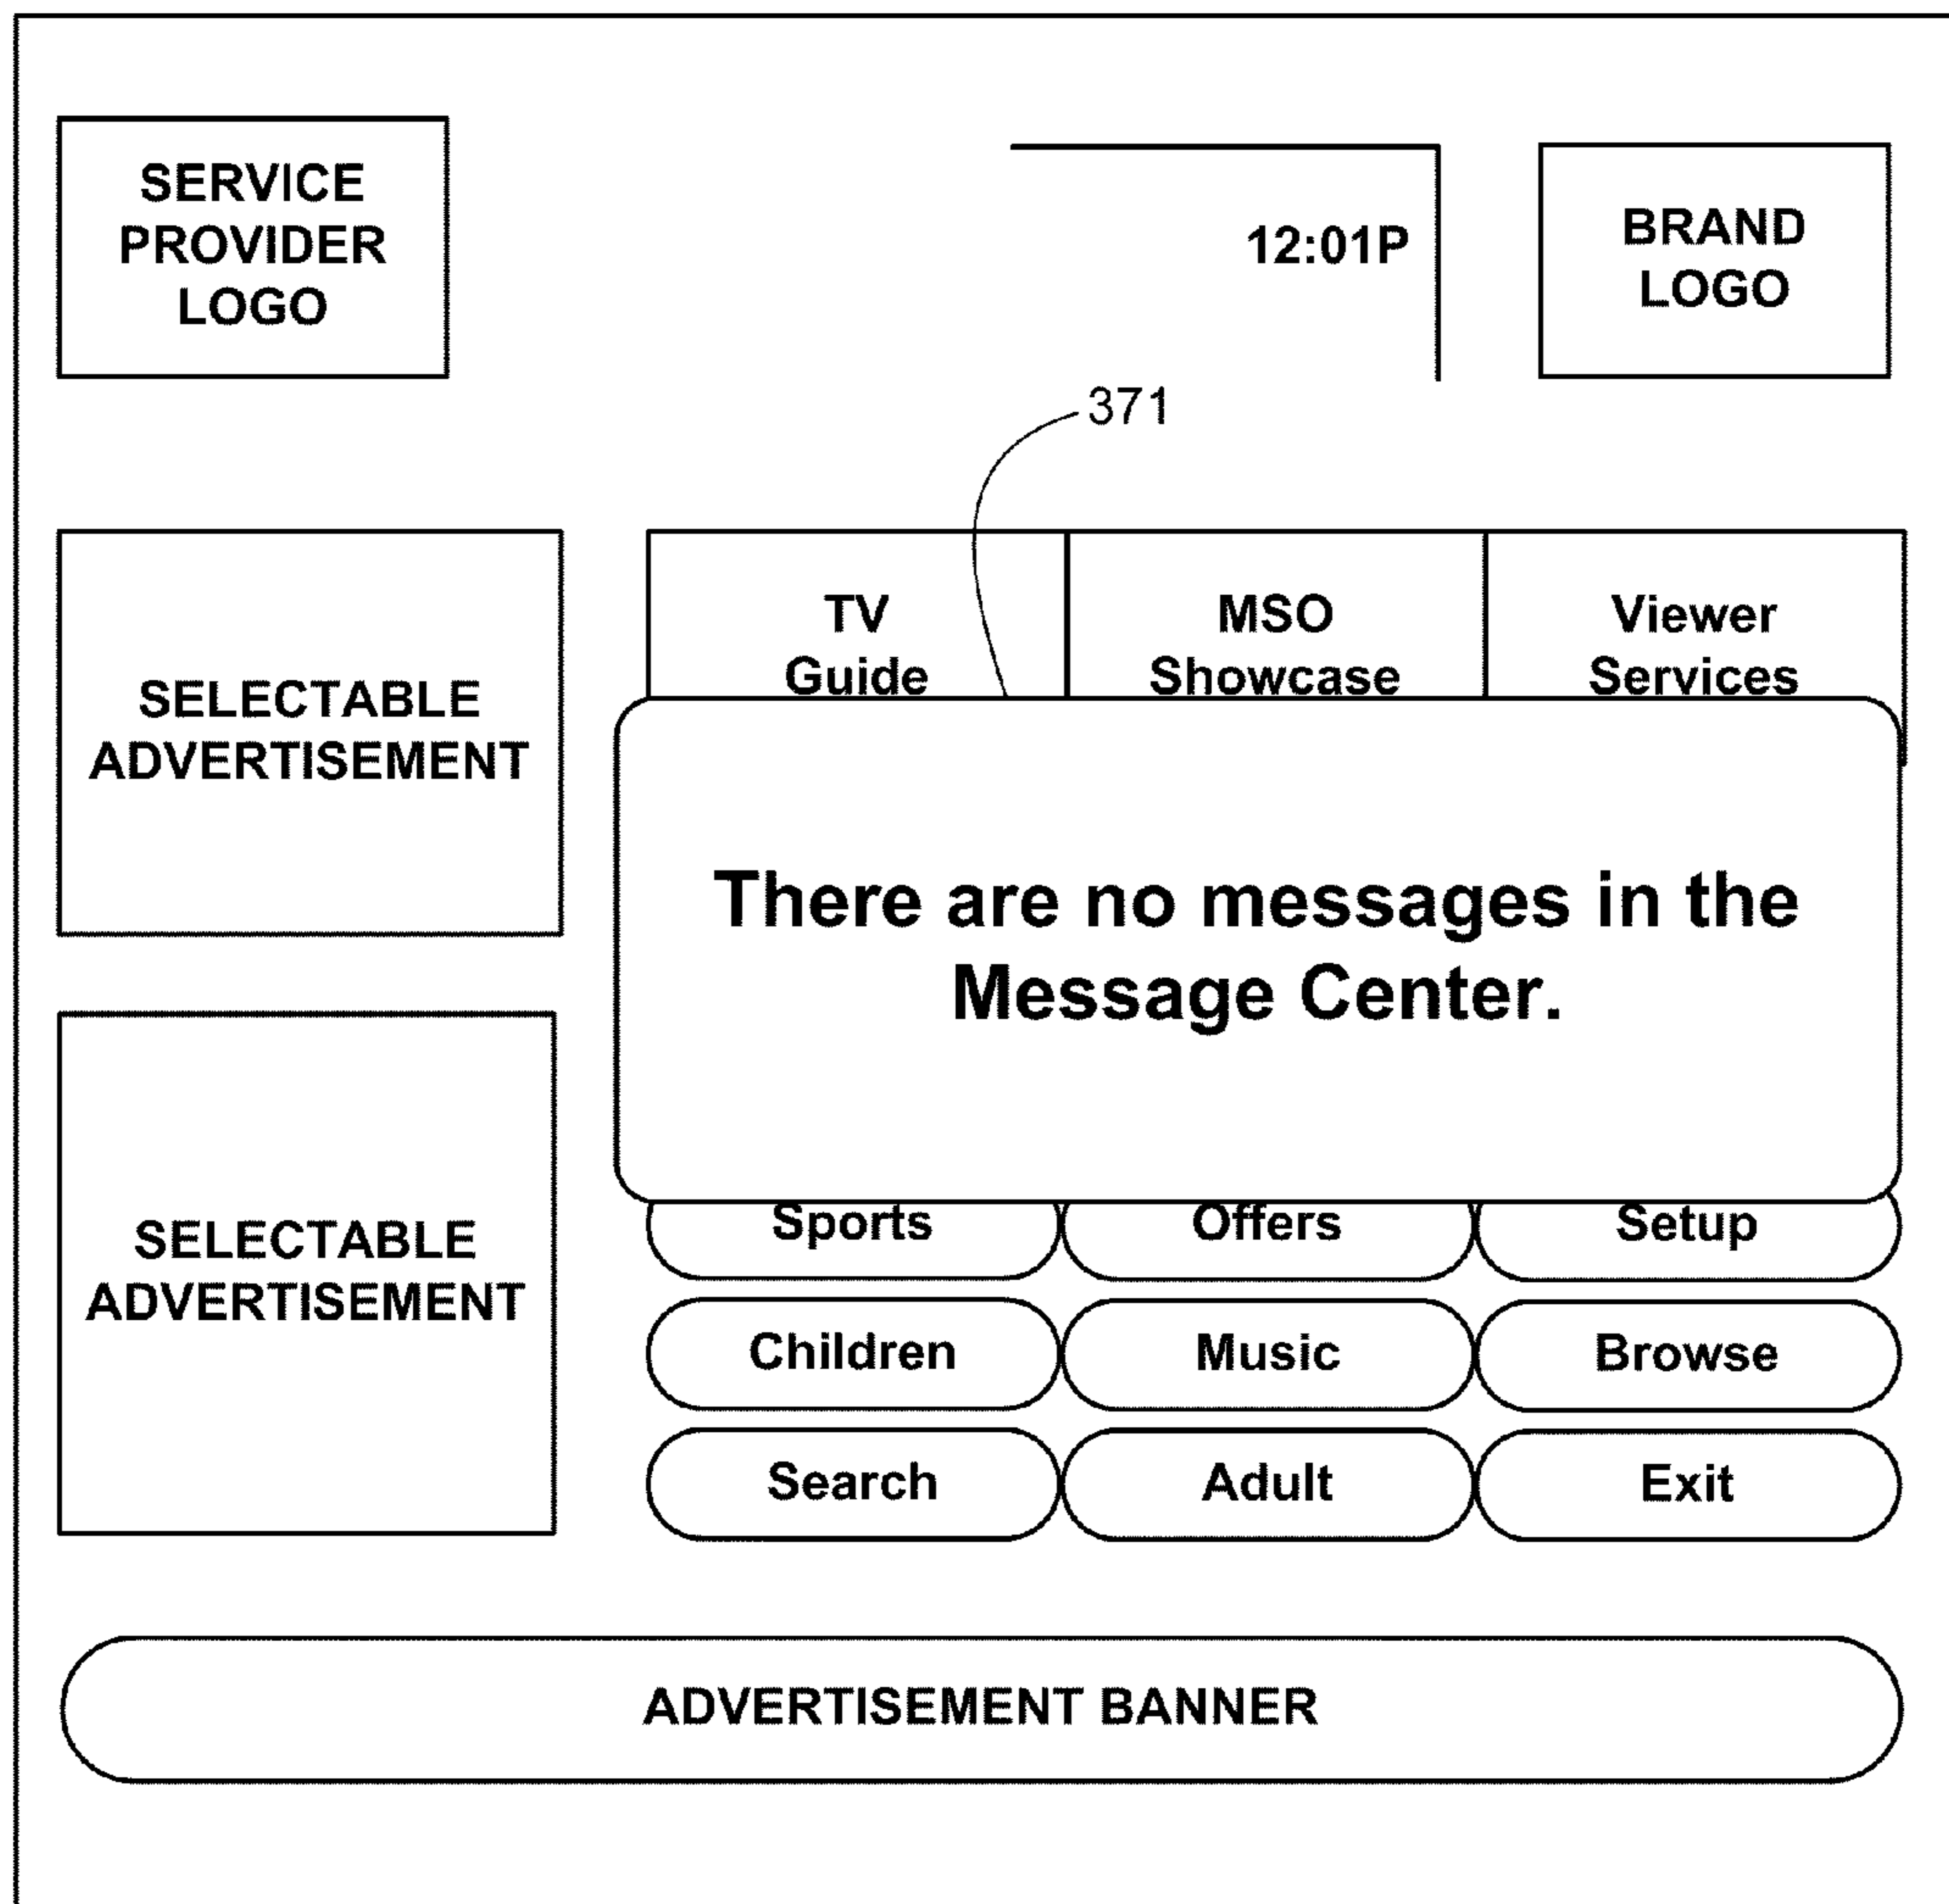 SERVICE
PROVIDER
LOGO
12:01P
BRAND
LOGO
371
SELECTABLE
ADVERTISEMENT
TV
Guide
MSO
Showcase
Viewer
Services
There are no messages in the
Message Center.
SELECTABLE
ADVERTISEMENT
Sports
Offers
Setup
Children
Music
Browse
Search
Adult
Exit
ADVERTISEMENT BANNER